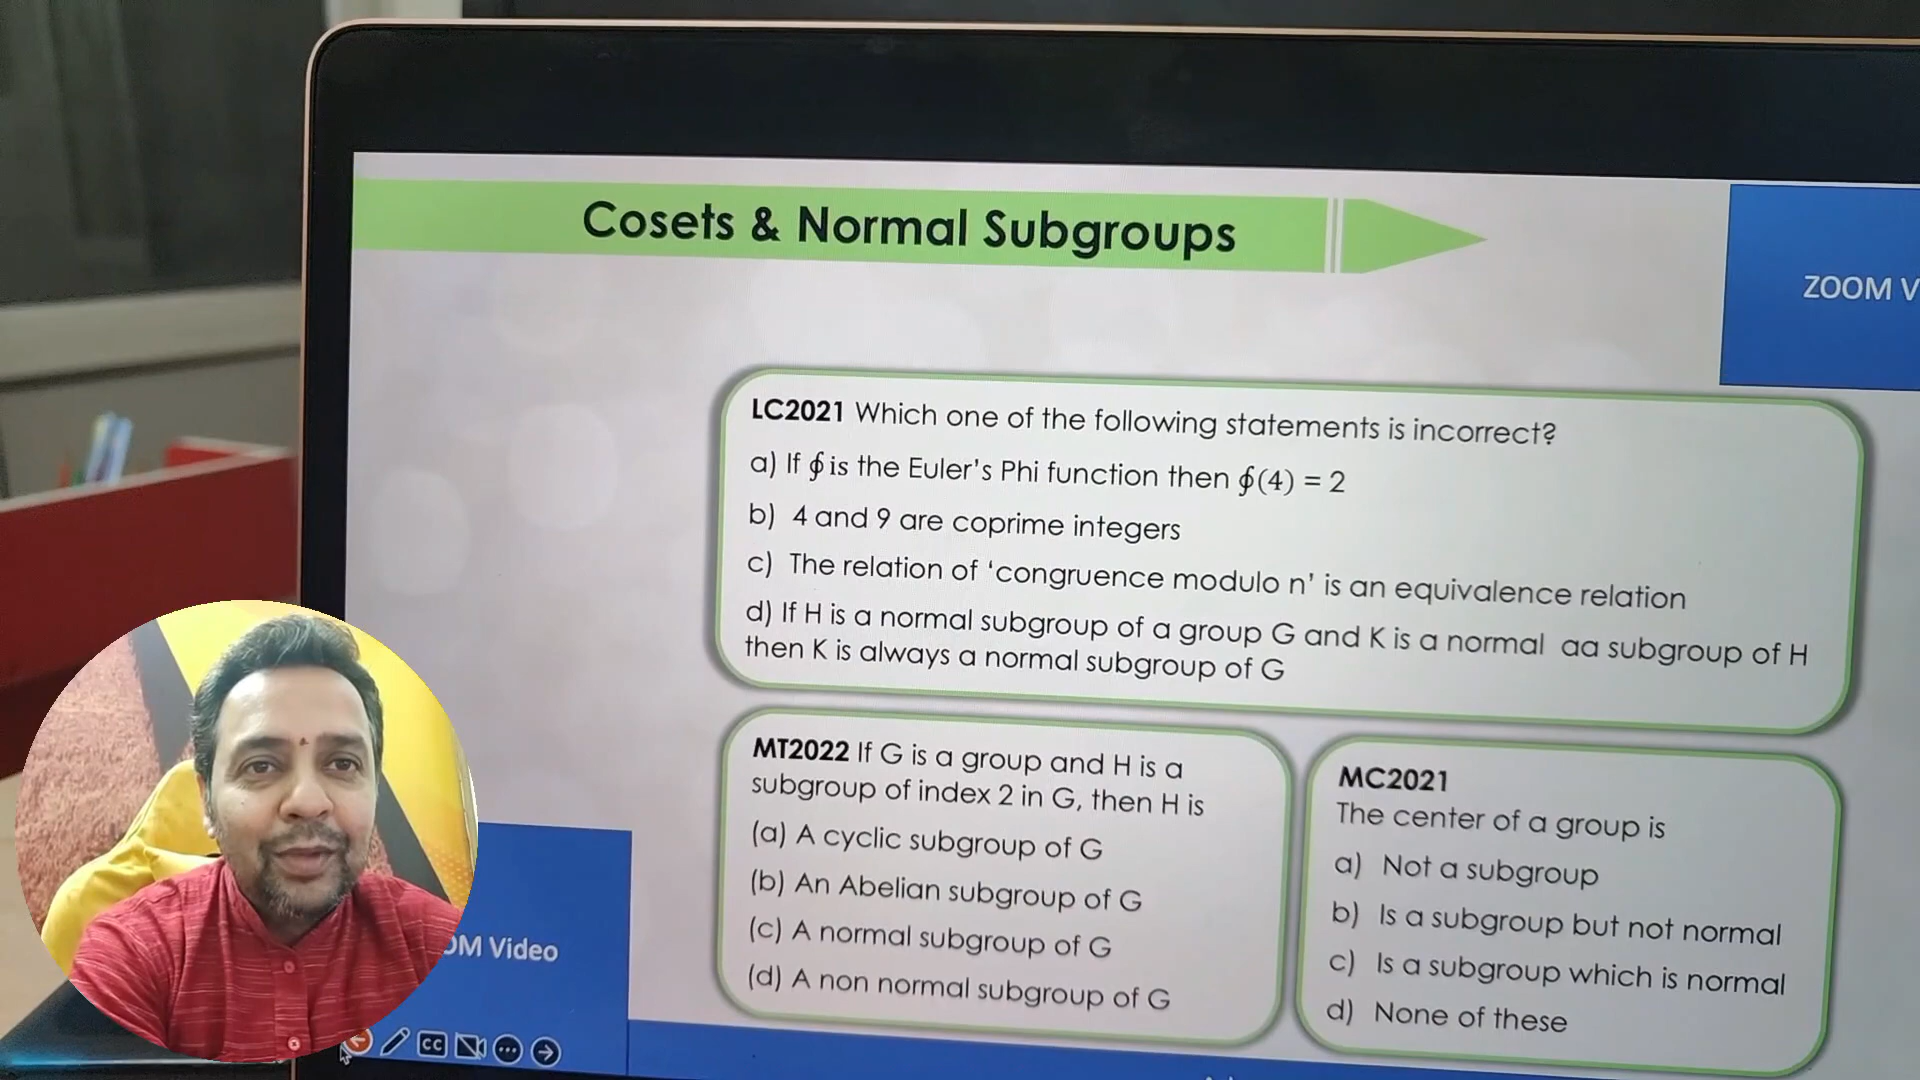 Cosets & Normal Subgroups
ZOOM V
LC2021 Which one of the following statements is incorrect?
a) If ∮ is the Euler's Phi function then ∮(4) = 2
b) 4 and 9 are coprime integers
c) The relation of 'congruence modulo n' is an equivalence relation
d) If H is a normal subgroup of a group G and K is a normal aa subgroup of H
then K is always a normal subgroup of G
MT2022 If G is a group and H is a
subgroup of index 2 in G, then H is
(a) A cyclic subgroup of G
(b) An Abelian subgroup of G
(c) A normal subgroup of G
(d) A non normal subgroup of G
MC2021
The center of a group is
a) Not a subgroup
b) Is a subgroup but not normal
c) Is a subgroup which is normal
d) None of these
OM Video
CC